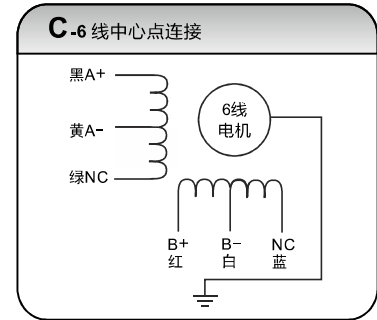 C-6 线中心点连接
黑A+
黄A-
绿NC
6线
电机
B+ B- NC
红 白 蓝